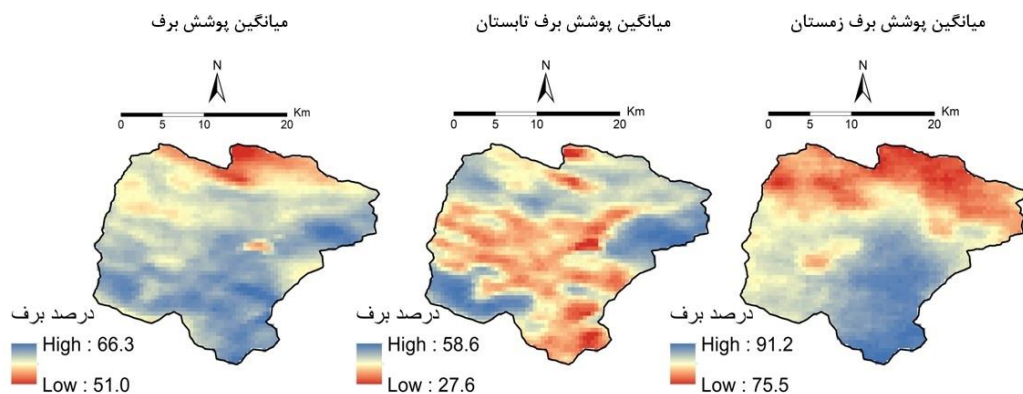 میانگین پوشش برف زمستان
میانگین پوشش برف تابستان
میانگین پوشش برف
N
N
N
Km
0 5 10 20
Km
0 5 10 20
Km
0 5 10 20
درصد برف
High : 91.2
Low : 75.5
درصد برف
High : 58.6
Low : 27.6
درصد برف
High : 66.3
Low : 51.0